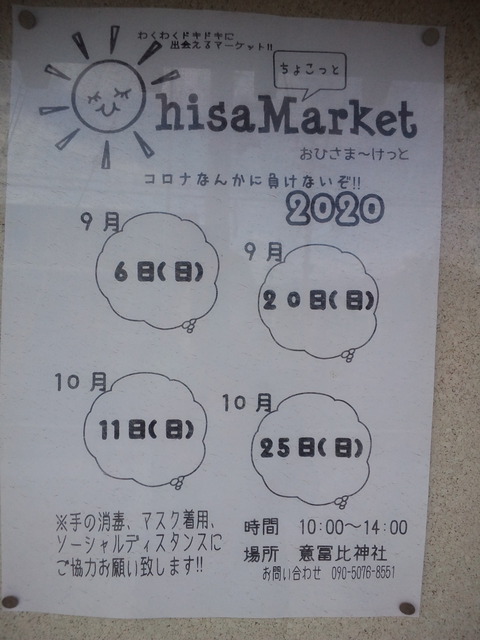 わくわくドキドキに
出会えるマーケット!!
ちょこっと
hisaMarket
おひさま〜けっと
コロナなんかに負けないぞ!!
2020
9月
6日(日)
9月
20日(日)
10月
11日(日)
10月
25日(日)
※手の消毒、マスク着用、
ソーシャルディスタンスに
ご協力お願い致します!!
時間 10:00〜14:00
場所 意冨比神社
お問い合わせ 090-5076-8551